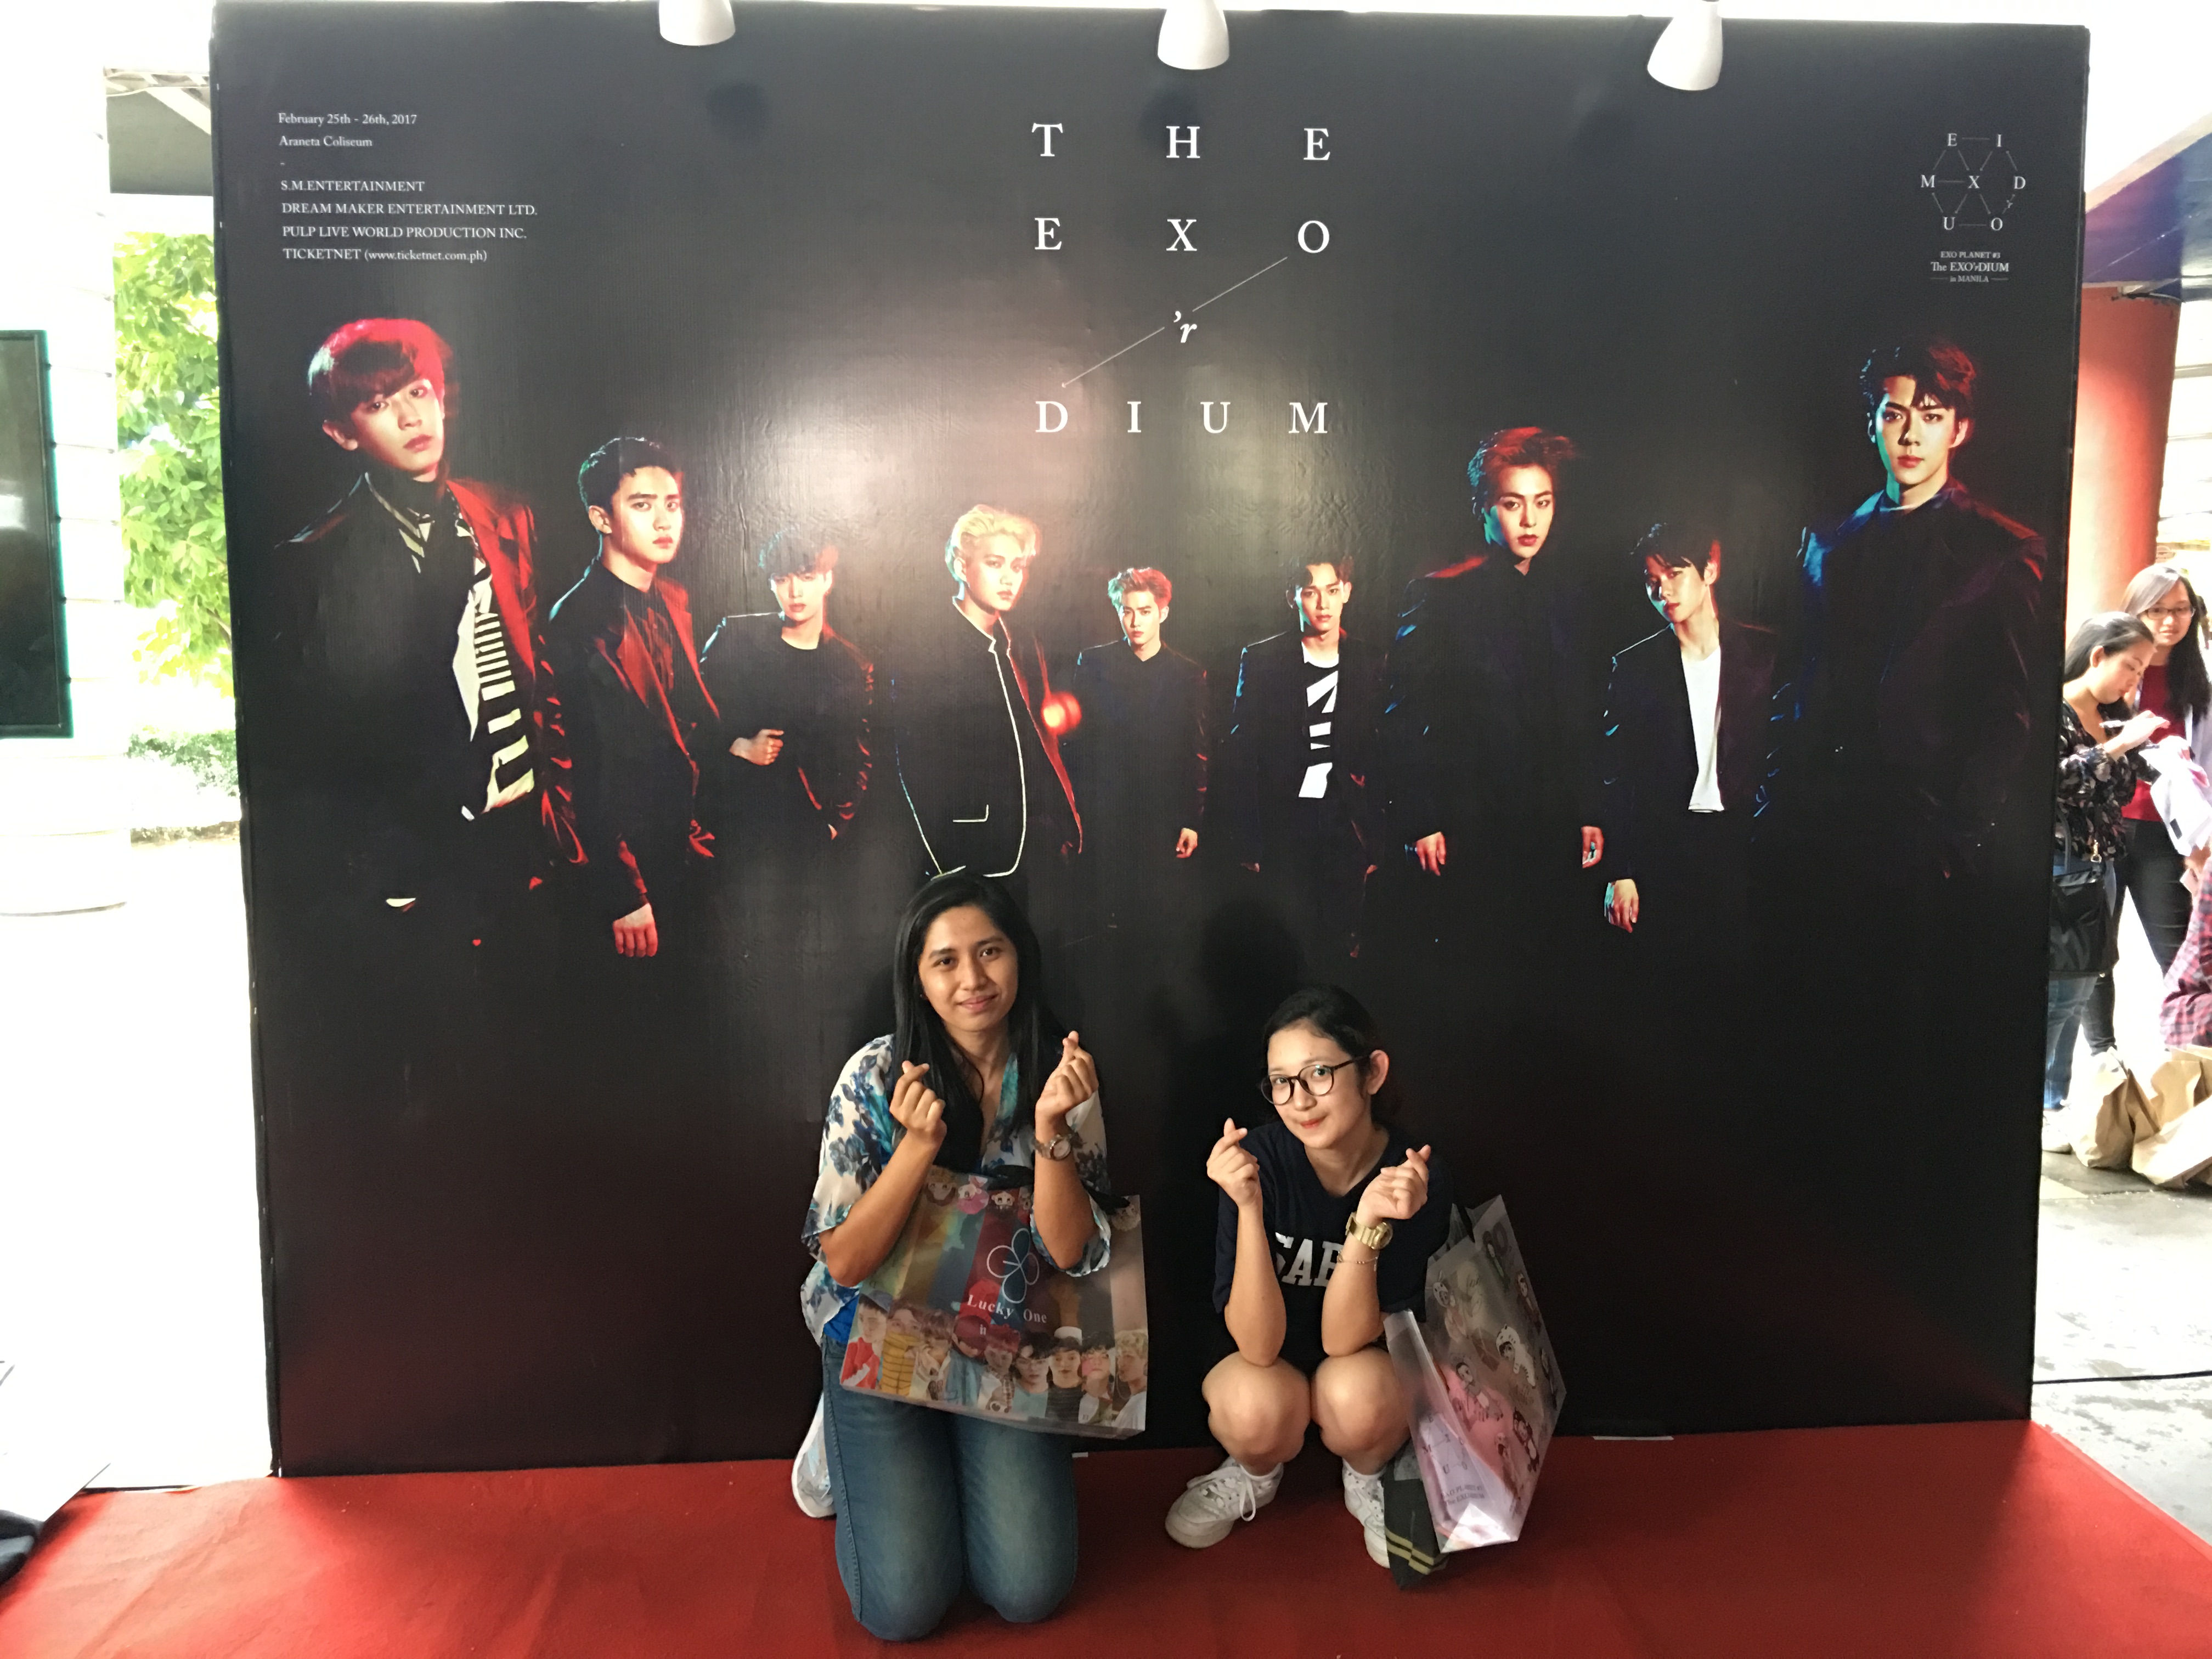 February 25th - 26th, 2017
Araneta Coliseum
-
S.M.ENTERTAINMENT
DREAM MAKER ENTERTAINMENT LTD.
PULP LIVE WORLD PRODUCTION INC.
TICKETNET (www.ticketnet.com.ph)
T H E
E X O
'r
D I U M
E I
M X D
U O
EXO PLANET #3
The EXO'rDIUM
in MANILA
Lucky One